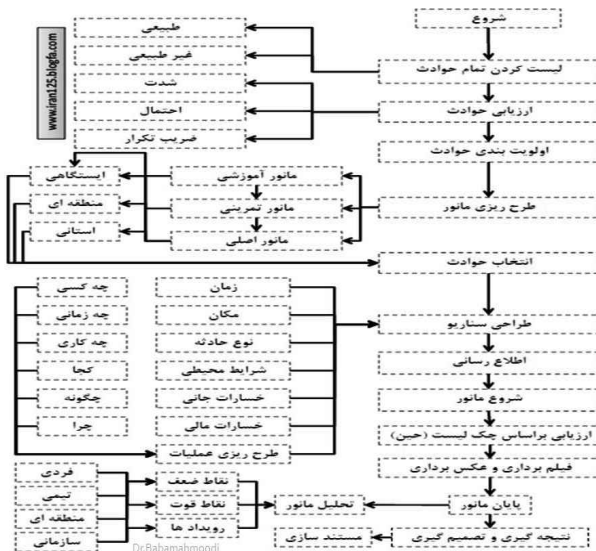 شروع
لیست کردن تمام حوادث
طبیعی
غیر طبیعی
ارزیابی حوادث
شدت
احتمال
ضریب تکرار
اولویت بندی حوادث
طرح ریزی مانور
مانور آموزشی
مانور تمرینی
مانور اصلی
ایستگاهی
منطقه ای
استانی
انتخاب حوادث
طراحی سناریو
زمان
مکان
نوع حادثه
شرایط محیطی
خسارات جانی
خسارات مالی
طرح ریزی عملیات
چه کسی
چه زمانی
چه کاری
کجا
چگونه
چرا
اطلاع رسانی
شروع مانور
ارزیابی براساس چک لیست (حین)
فیلم برداری و عکس برداری
پایان مانور
تحلیل مانور
نقاط ضعف
نقاط قوت
رویداد ها
فردی
تیمی
منطقه ای
سازمانی
نتیجه گیری و تصمیم گیری
مستند سازی
www.iran125.blogfa.com
Dr.Babamahmoodi